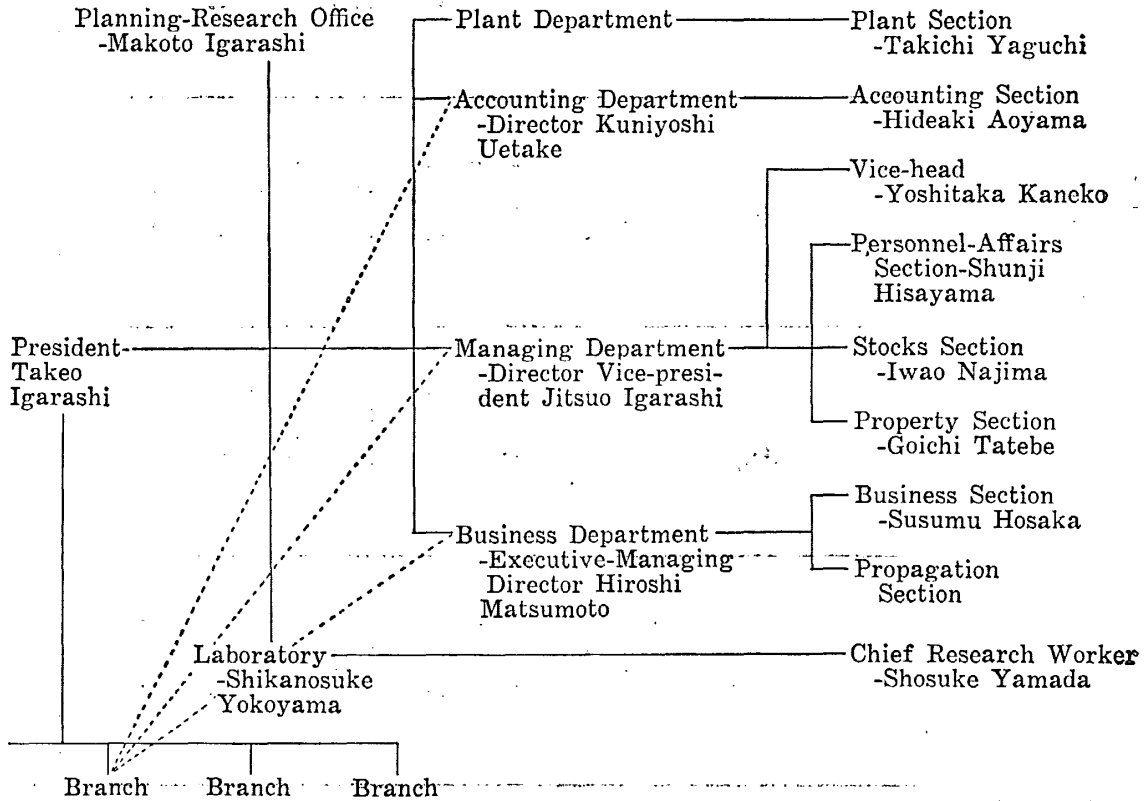 Planning-Research Office
-Makoto Igarashi
Plant Department
Plant Section
-Takichi Yaguchi
Accounting Department
-Director Kuniyoshi
Uetake
Accounting Section
-Hideaki Aoyama
Vice-head
-Yoshitaka Kaneko
Personnel-Affairs
Section-Shunji
Hisayama
President-
Takeo
Igarashi
Managing Department
-Director Vice-presi-
dent Jitsuo Igarashi
Stocks Section
-Iwao Najima
Property Section
-Goichi Tatebe
Business Department
-Executive-Managing
Director Hiroshi
Matsumoto
Business Section
-Susumu Hosaka
Propagation
Section
Laboratory
-Shikanosuke
Yokoyama
Chief Research Worker
-Shosuke Yamada
Branch
Branch
Branch